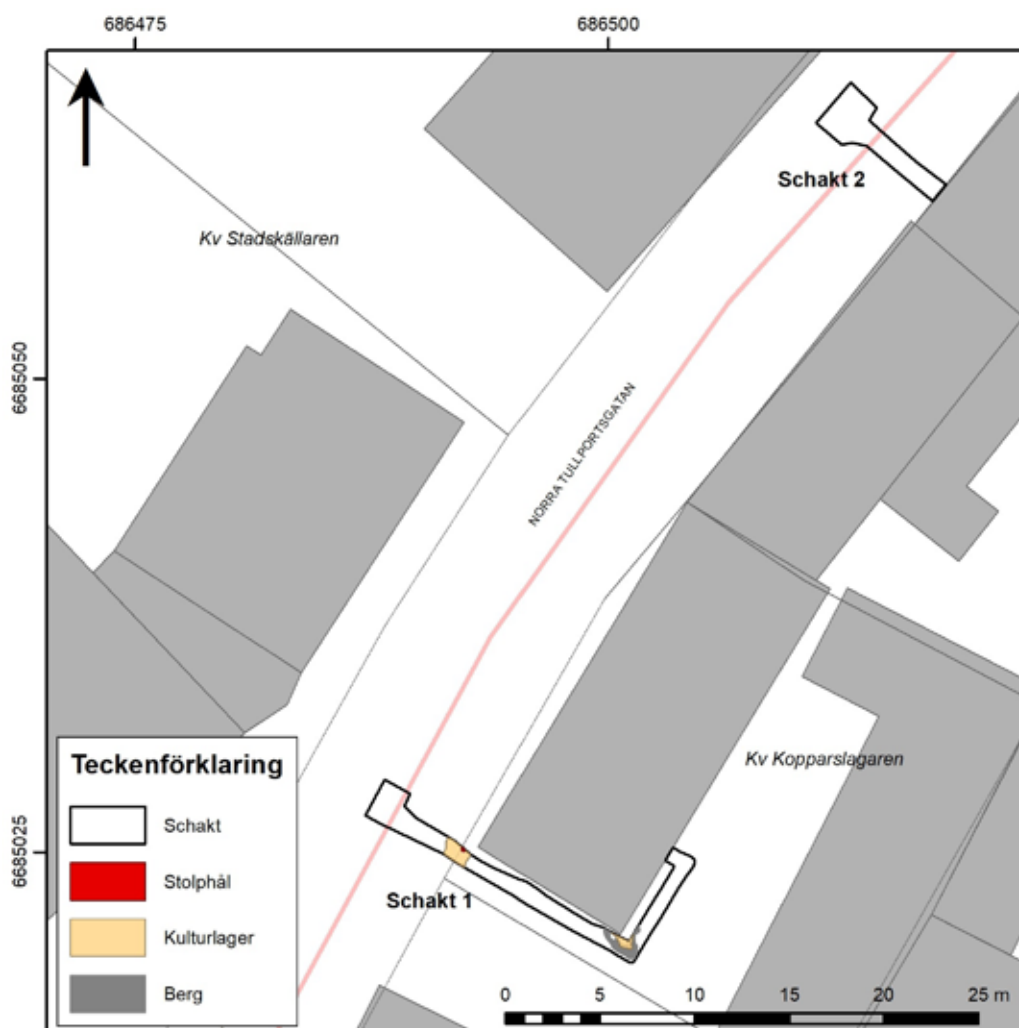 686475
686500
Schakt 2
Kv Stadskällaren
6685050
NORRA TULLPORTSGATAN
Kv Kopparslagaren
Teckenförklaring
Schakt
Stolphål
Kulturlager
Berg
6685025
Schakt 1
0 5 10 15 20 25 m